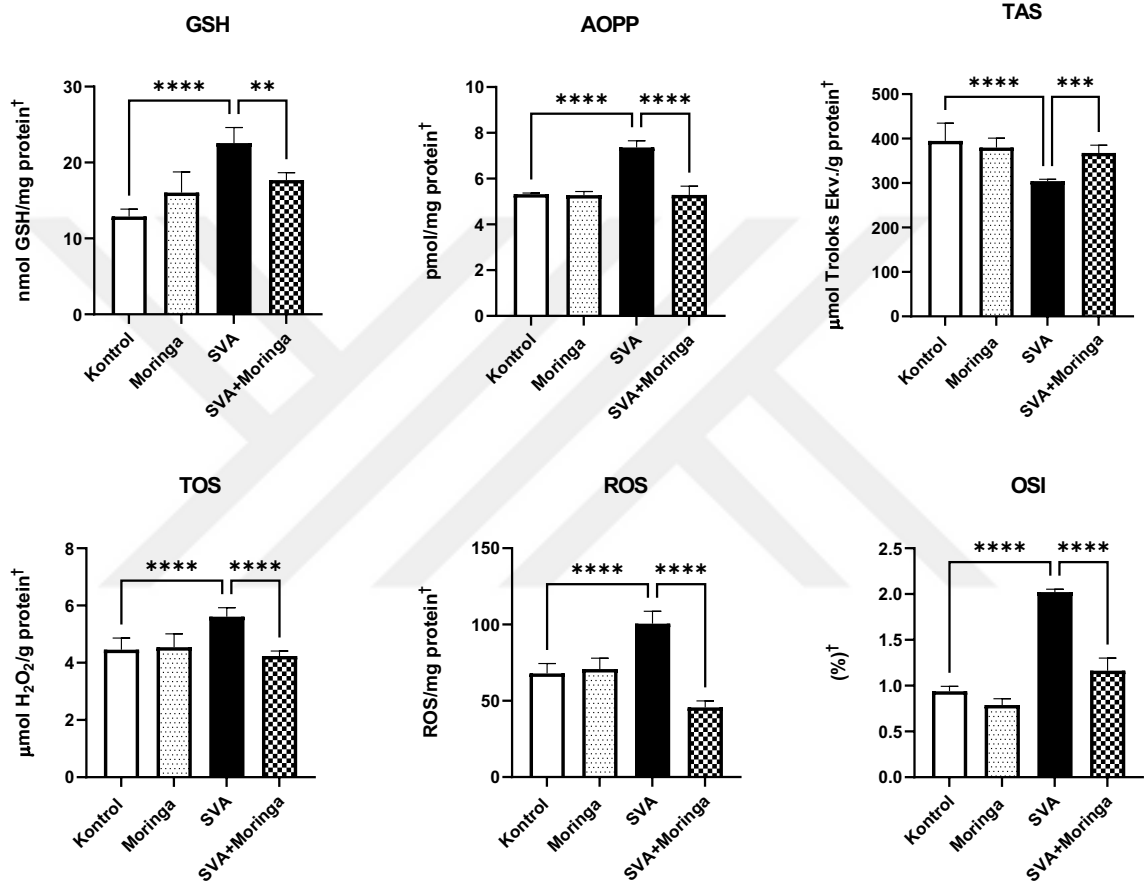 GSH
nmol GSH/mg protein†
30
20
10
0
****
**
Kontrol
Moringa
SVA
SVA+Moringa
AOPP
pmol/mg protein†
10
8
6
4
2
0
****
****
Kontrol
Moringa
SVA
SVA+Moringa
TAS
µmol Troloks Ekv./g protein†
500
400
300
400
100
0
****
***
Kontrol
Moringa
SVA
SVA+Moringa
TOS
µmol H₂O₂/g protein†
8
6
4
2
0
****
****
Kontrol
Moringa
SVA
SVA+Moringa
ROS
ROS/mg protein†
150
100
50
0
****
****
Kontrol
Moringa
SVA
SVA+Moringa
OSI
(%)†
2.5
2.0
1.5
1.0
0.5
0.0
****
****
Kontrol
Moringa
SVA
SVA+Moringa